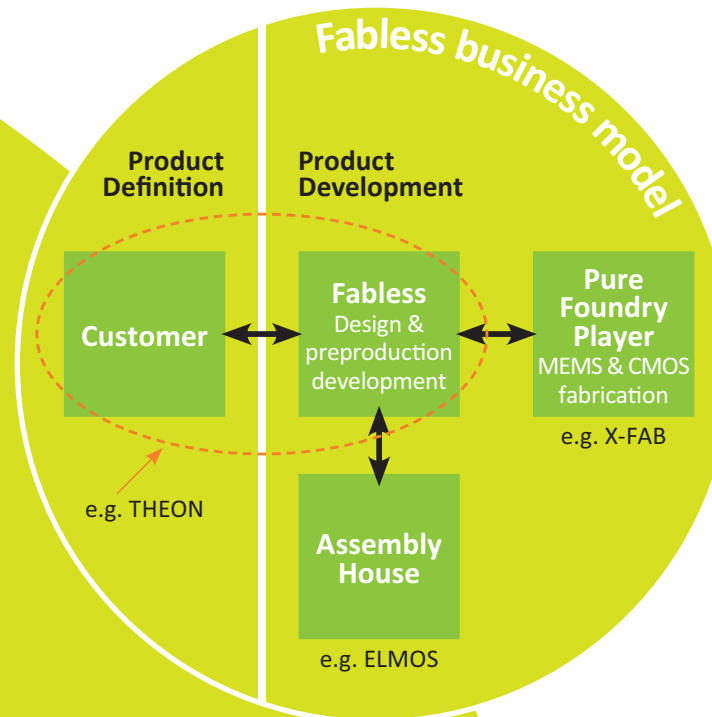 Fabless business model
Product
Definition
Product
Development
Customer
Fabless
Design &
preproduction
development
Pure
Foundry
Player
MEMS & CMOS
fabrication
e.g. X-FAB
e.g. THEON
Assembly
House
e.g. ELMOS